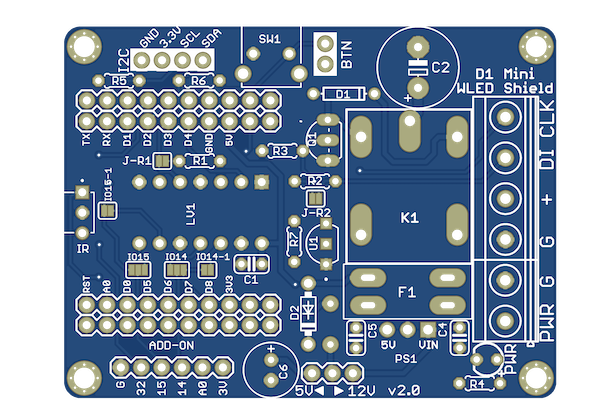 GND 3.3V SCL SDA
I2C
SW1
BTN
C2
+
D1 Mini
WLED Shield
R5
R6
D1
TX RX D1 D2 D3 D4 GND 5V
Q1
CLK
DI
+
G
G
PWR
J-R1
R1
R3
R2
J-R2
IO16-1
LV1
IR
R7
U1
K1
IO15
IO14
IO14-1
C1
RST A0 D0 D5 D6 D7 D8 3V3
D2
F1
ADD-ON
C5
5V
VIN
PS1
C4
PWR
R4
G 32 15 14 A0 3V
+
C6
5V◀ ▶12V v2.0